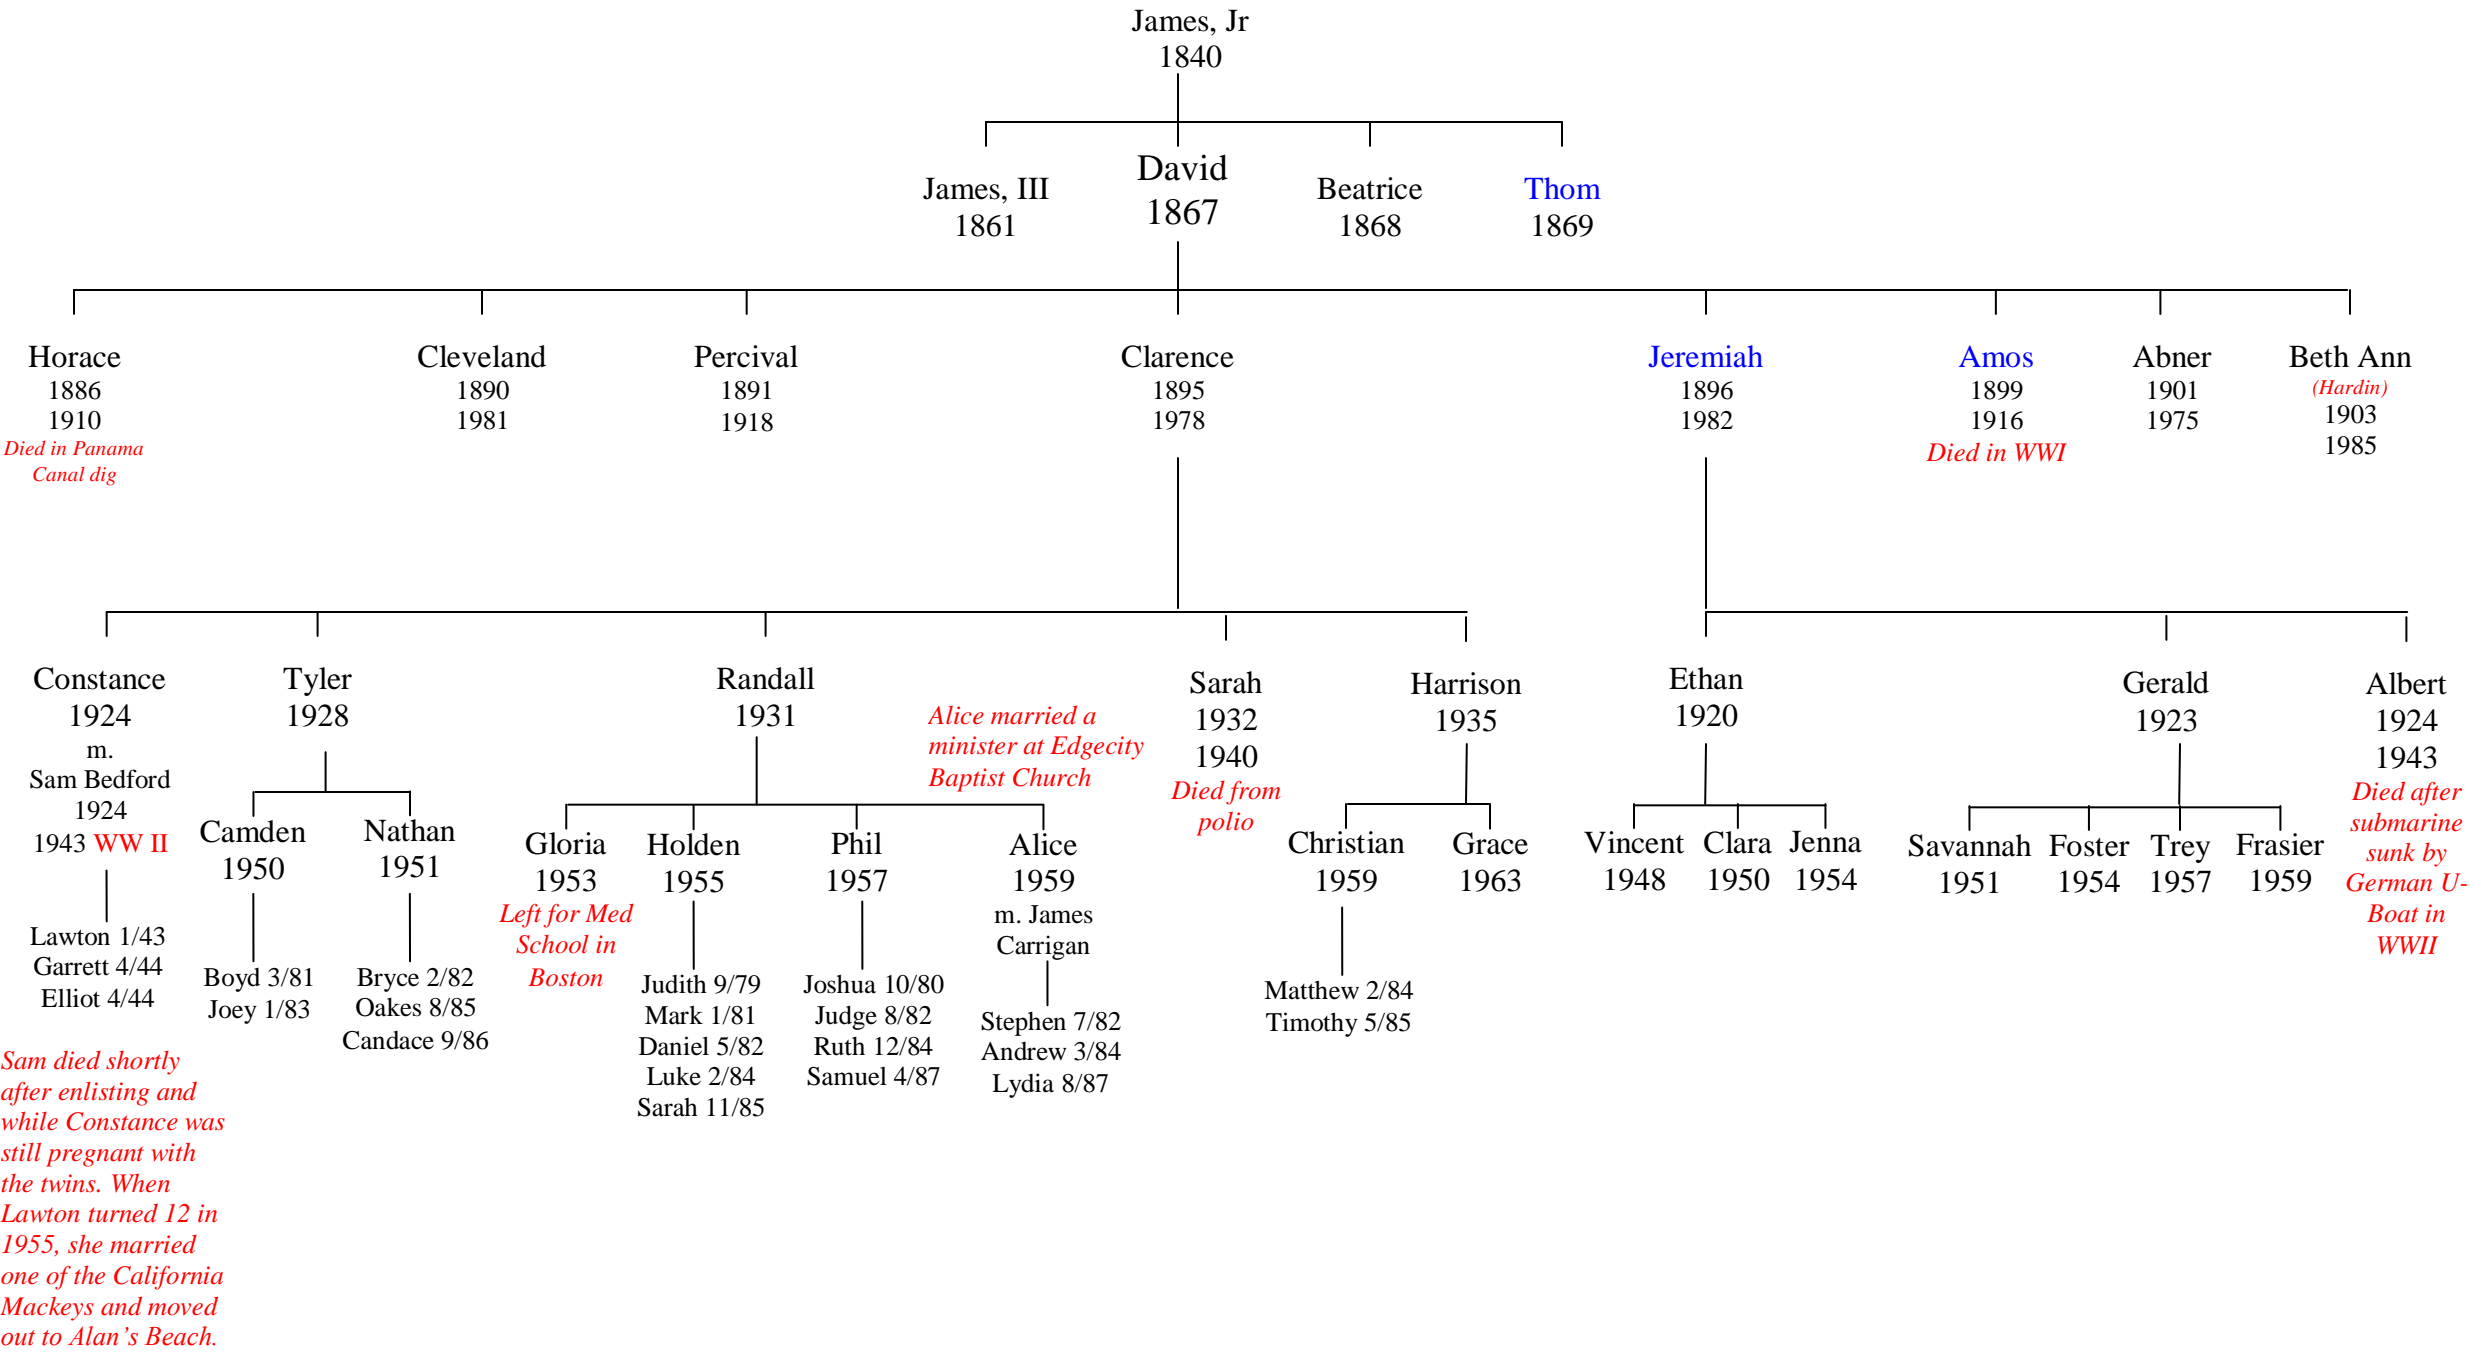 James, Jr
1840
James, III
1861
David
1867
Beatrice
1868
Thom
1869
Horace
1886
1910
Died in Panama
Canal dig
Cleveland
1890
1981
Percival
1891
1918
Clarence
1895
1978
Jeremiah
1896
1982
Amos
1899
1916
Died in WWI
Abner
1901
1975
Beth Ann
(Hardin)
1903
1985
Constance
1924
m.
Sam Bedford
1924
1943 WW II
Lawton 1/43
Garrett 4/44
Elliot 4/44
Sam died shortly
after enlisting and
while Constance was
still pregnant with
the twins. When
Lawton turned 12 in
1955, she married
one of the California
Mackeys and moved
out to Alan’s Beach.
Tyler
1928
Camden
1950
Boyd 3/81
Joey 1/83
Nathan
1951
Bryce 2/82
Oakes 8/85
Candace 9/86
Randall
1931
Alice married a
minister at Edgecity
Baptist Church
Gloria
1953
Left for Med
School in
Boston
Holden
1955
Judith 9/79
Mark 1/81
Daniel 5/82
Luke 2/84
Sarah 11/85
Phil
1957
Joshua 10/80
Judge 8/82
Ruth 12/84
Samuel 4/87
Alice
1959
m. James
Carrigan
Stephen 7/82
Andrew 3/84
Lydia 8/87
Sarah
1932
1940
Died from
polio
Harrison
1935
Christian
1959
Matthew 2/84
Timothy 5/85
Grace
1963
Ethan
1920
Vincent
1948
Clara
1950
Jenna
1954
Gerald
1923
Savannah
1951
Foster
1954
Trey
1957
Frasier
1959
Albert
1924
1943
Died after
submarine
sunk by
German U-
Boat in
WWII